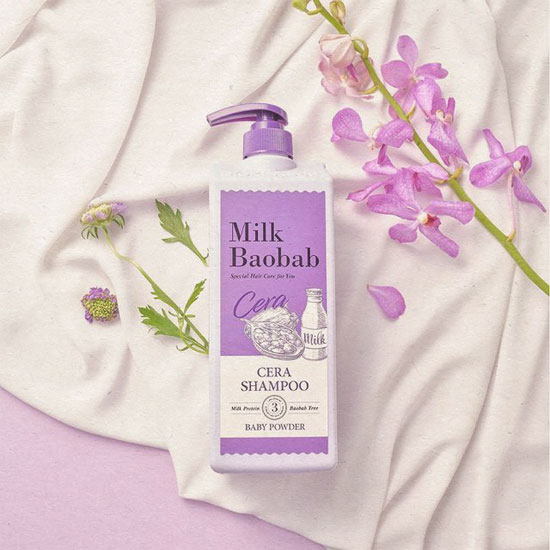 Milk
Baobab
Special Hair Care for You
Cera
Milk
CERA
SHAMPOO
Milk Protein 3 Baobab Tree
BABY POWDER